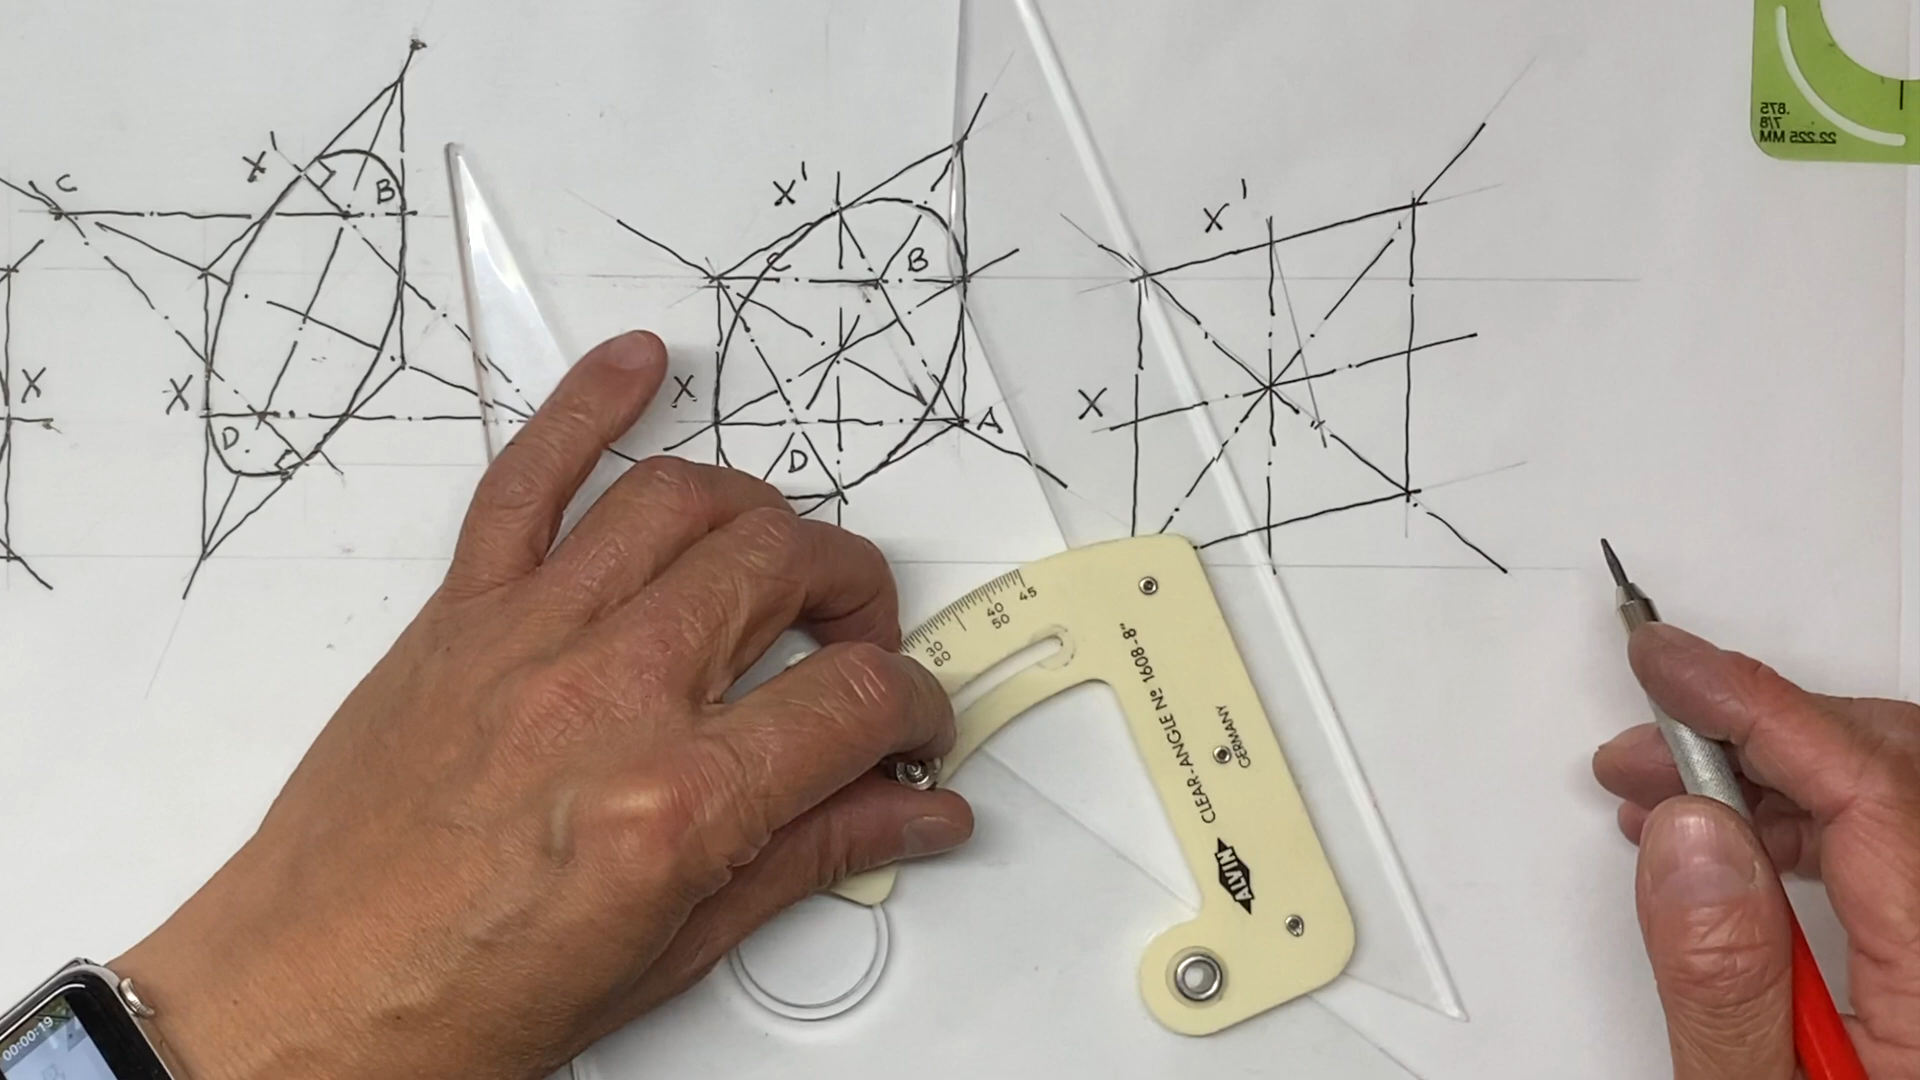 C
X'
B
X
X
D
X'
C
B
X
A
D
X'
X
.875
7/8
22.225 MM
40 45
50
30
60
CLEAR-ANGLE Nº 1608-8"
GERMANY
ALVIN
00:00:19